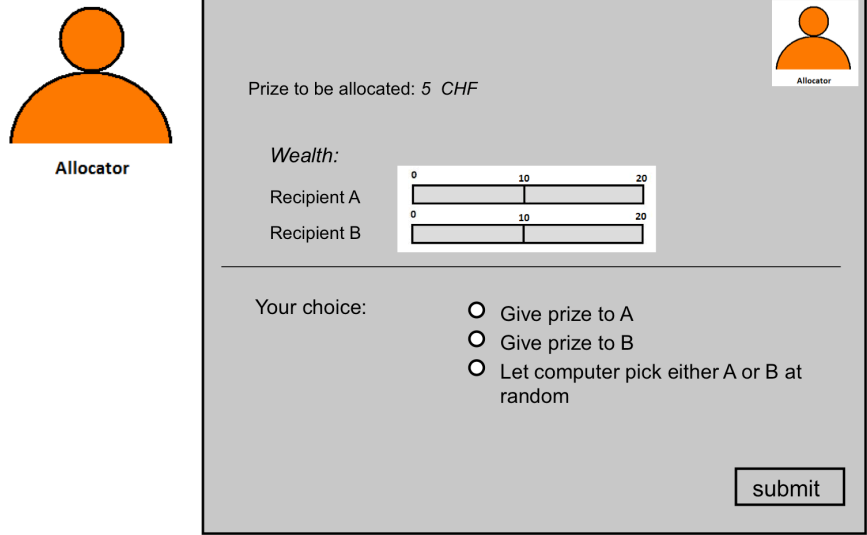 Allocator
Allocator
Prize to be allocated: 5 CHF
Wealth:
0 10 20
Recipient A
0 10 20
Recipient B
Your choice:
Give prize to A
Give prize to B
Let computer pick either A or B at
random
submit